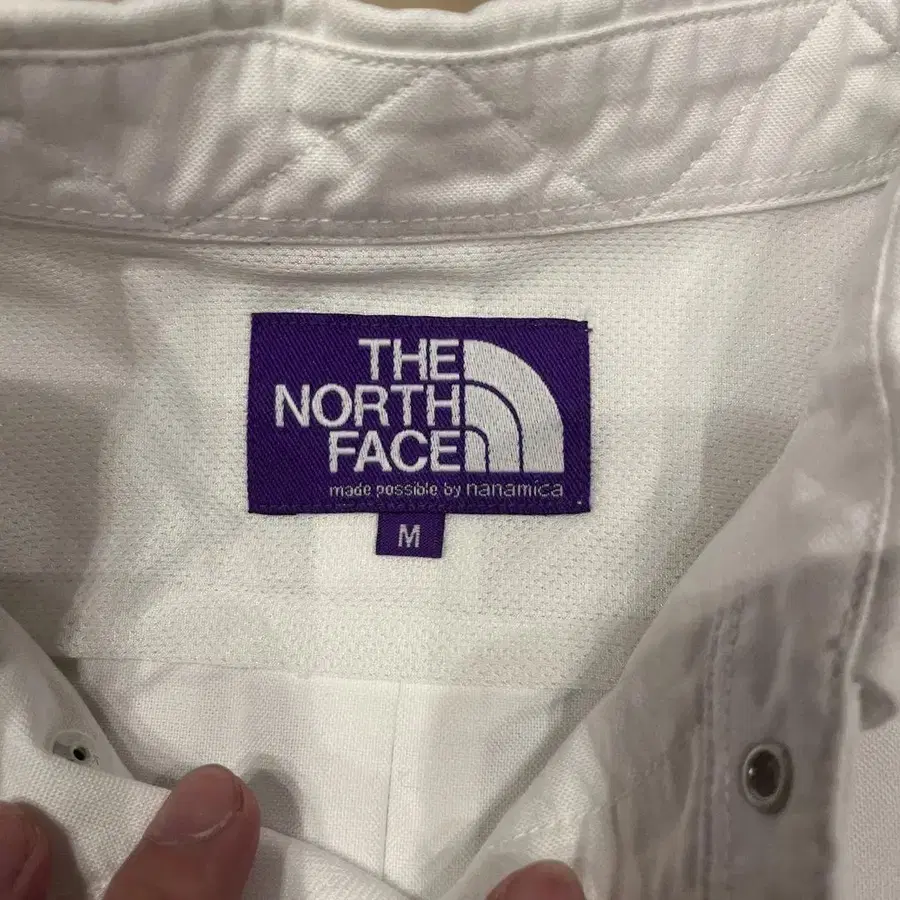 THE
NORTH
FACE
made possible by nanamica
M